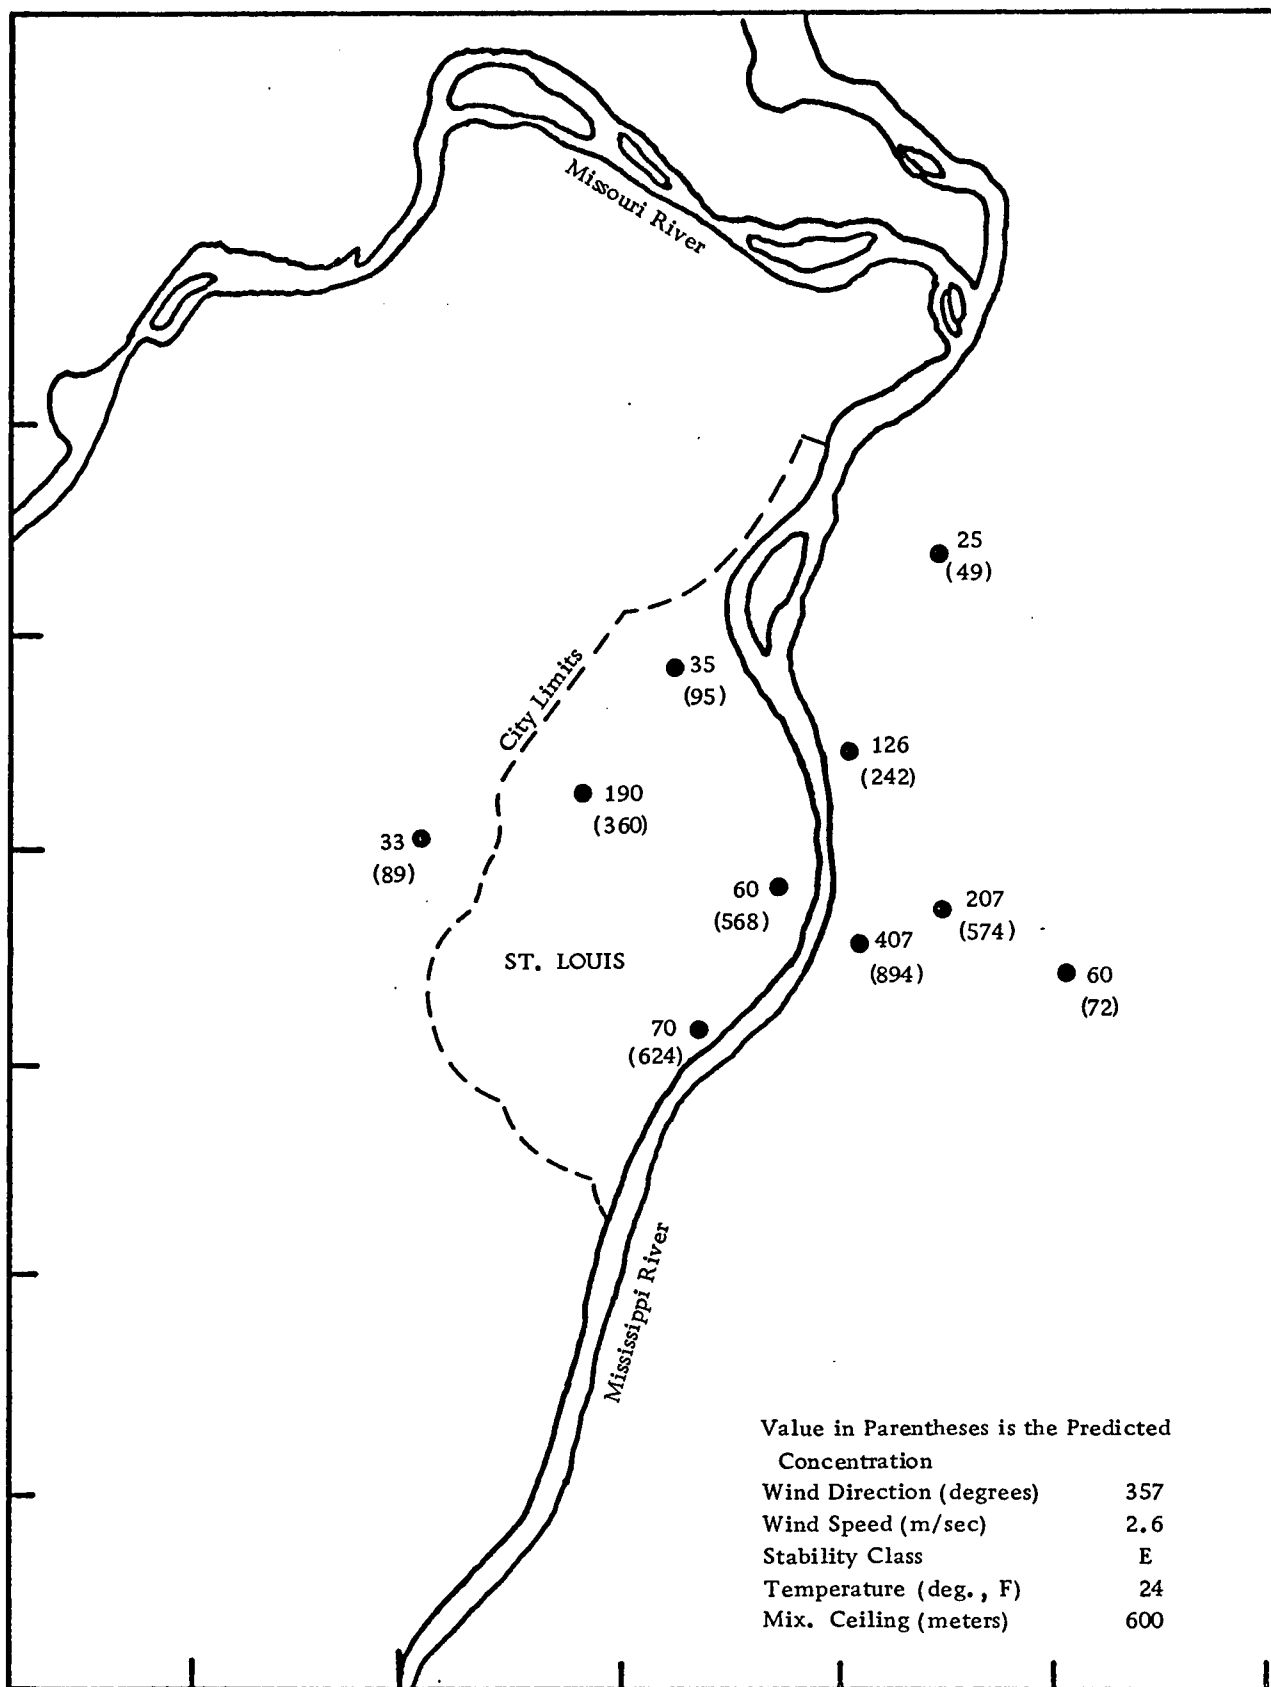 Missouri River
25
(49)
City Limits
35
(95)
126
(242)
190
(360)
33
(89)
60
(568)
207
(574)
407
(894)
ST. LOUIS
60
(72)
70
(624)
Mississippi River
Value in Parentheses is the Predicted
Concentration
Wind Direction (degrees) 357
Wind Speed (m/sec) 2.6
Stability Class E
Temperature (deg., F) 24
Mix. Ceiling (meters) 600